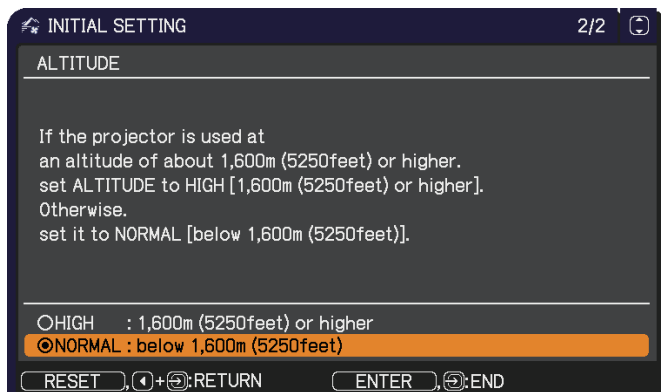 INITIAL SETTING 2/2
ALTITUDE
If the projector is used at
an altitude of about 1,600m (5250feet) or higher.
set ALTITUDE to HIGH [1,600m (5250feet) or higher].
Otherwise.
set it to NORMAL [below 1,600m (5250feet)].
HIGH : 1,600m (5250feet) or higher
NORMAL : below 1,600m (5250feet)
RESET , + :RETURN ENTER , :END